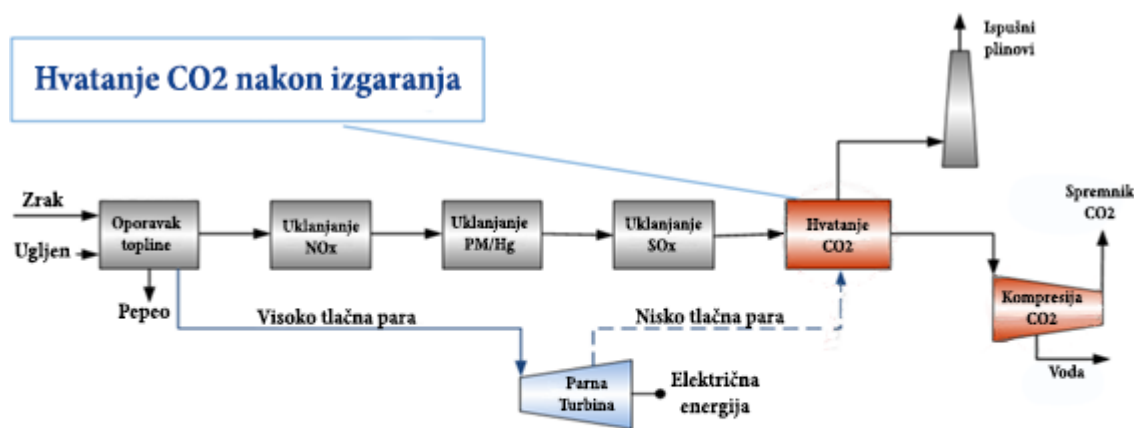 Ispušni
plinovi
Hvatanje CO2 nakon izgaranja
Spremnik
CO2
Zrak
Ugljen
Oporavak
topline
Uklanjanje
NOx
Uklanjanje
PM/Hg
Uklanjanje
SOx
Hvatanje
CO2
Pepeo
Visoko tlačna para
Nisko tlačna para
Kompresija
CO2
Voda
Parna
Turbina
Električna
energija